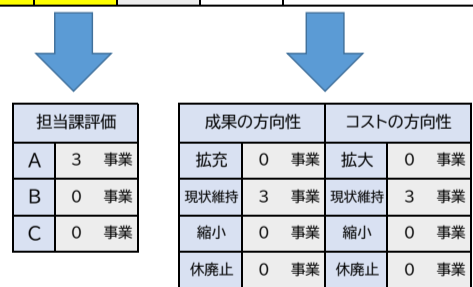 担当課評価
A 3 事業
B 0 事業
C 0 事業
成果の方向性 コストの方向性
拡充 0 事業 拡大 0 事業
現状維持 3 事業 現状維持 3 事業
縮小 0 事業 縮小 0 事業
休廃止 0 事業 休廃止 0 事業